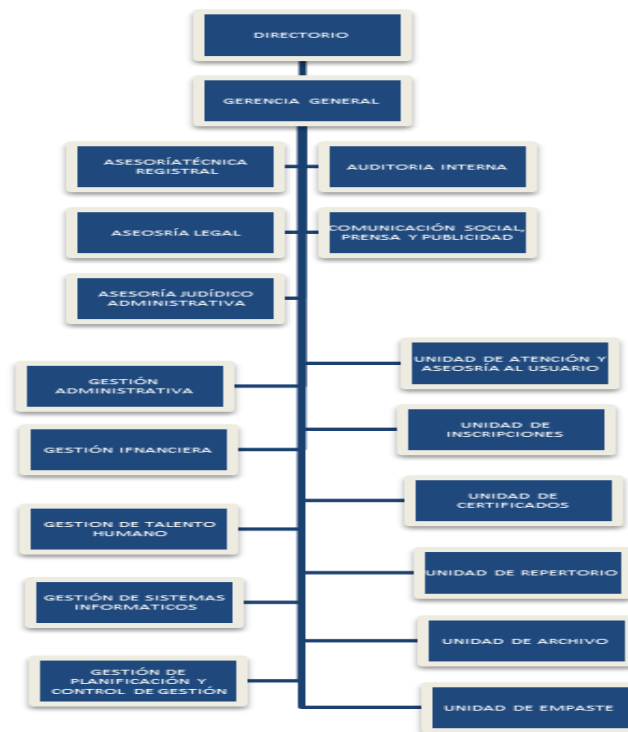 DIRECTORIO
GERENCIA GENERAL
ASESORÍATÉCNICA
REGISTRAL
AUDITORIA INTERNA
ASEOSRÍA LEGAL
COMUNICACIÓN SOCIAL,
PRENSA Y PUBLICIDAD
ASESORÍA JUDÍDICO
ADMINISTRATIVA
UNIDAD DE ATENCIÓN Y
ASEOSRÍA AL USUARIO
GESTIÓN
ADMINISTRATIVA
UNIDAD DE
INSCRIPCIONES
GESTIÓN IFNANCIERA
UNIDAD DE
CERTIFICADOS
GESTION DE TALENTO
HUMANO
UNIDAD DE REPERTORIO
GESTIÓN DE SISTEMAS
INFORMATICOS
UNIDAD DE ARCHIVO
GESTIÓN DE
PLANIFICACIÓN Y
CONTROL DE GESTIÓN
UNIDAD DE EMPASTE